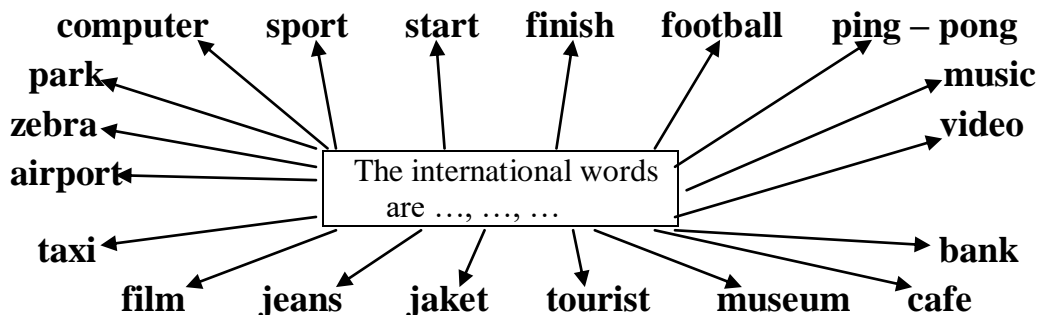 computer sport start finish football ping – pong
park music
zebra video
The international words
airport
are …, …, …
taxi bank
film jeans jaket tourist museum cafe